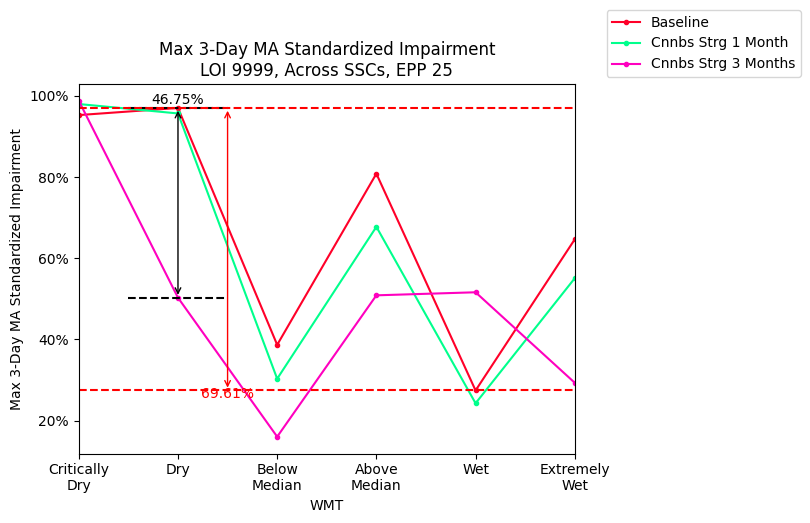 Baseline
Cnnbs Strg 1 Month
Cnnbs Strg 3 Months
Max 3-Day MA Standardized Impairment
LOI 9999, Across SSCs, EPP 25
100%
80%
60%
40%
20%
Max 3-Day MA Standardized Impairment
46.75%
69.61%
Critically
Dry
Dry
Below
Median
Above
Median
Wet
Extremely
Wet
WMT